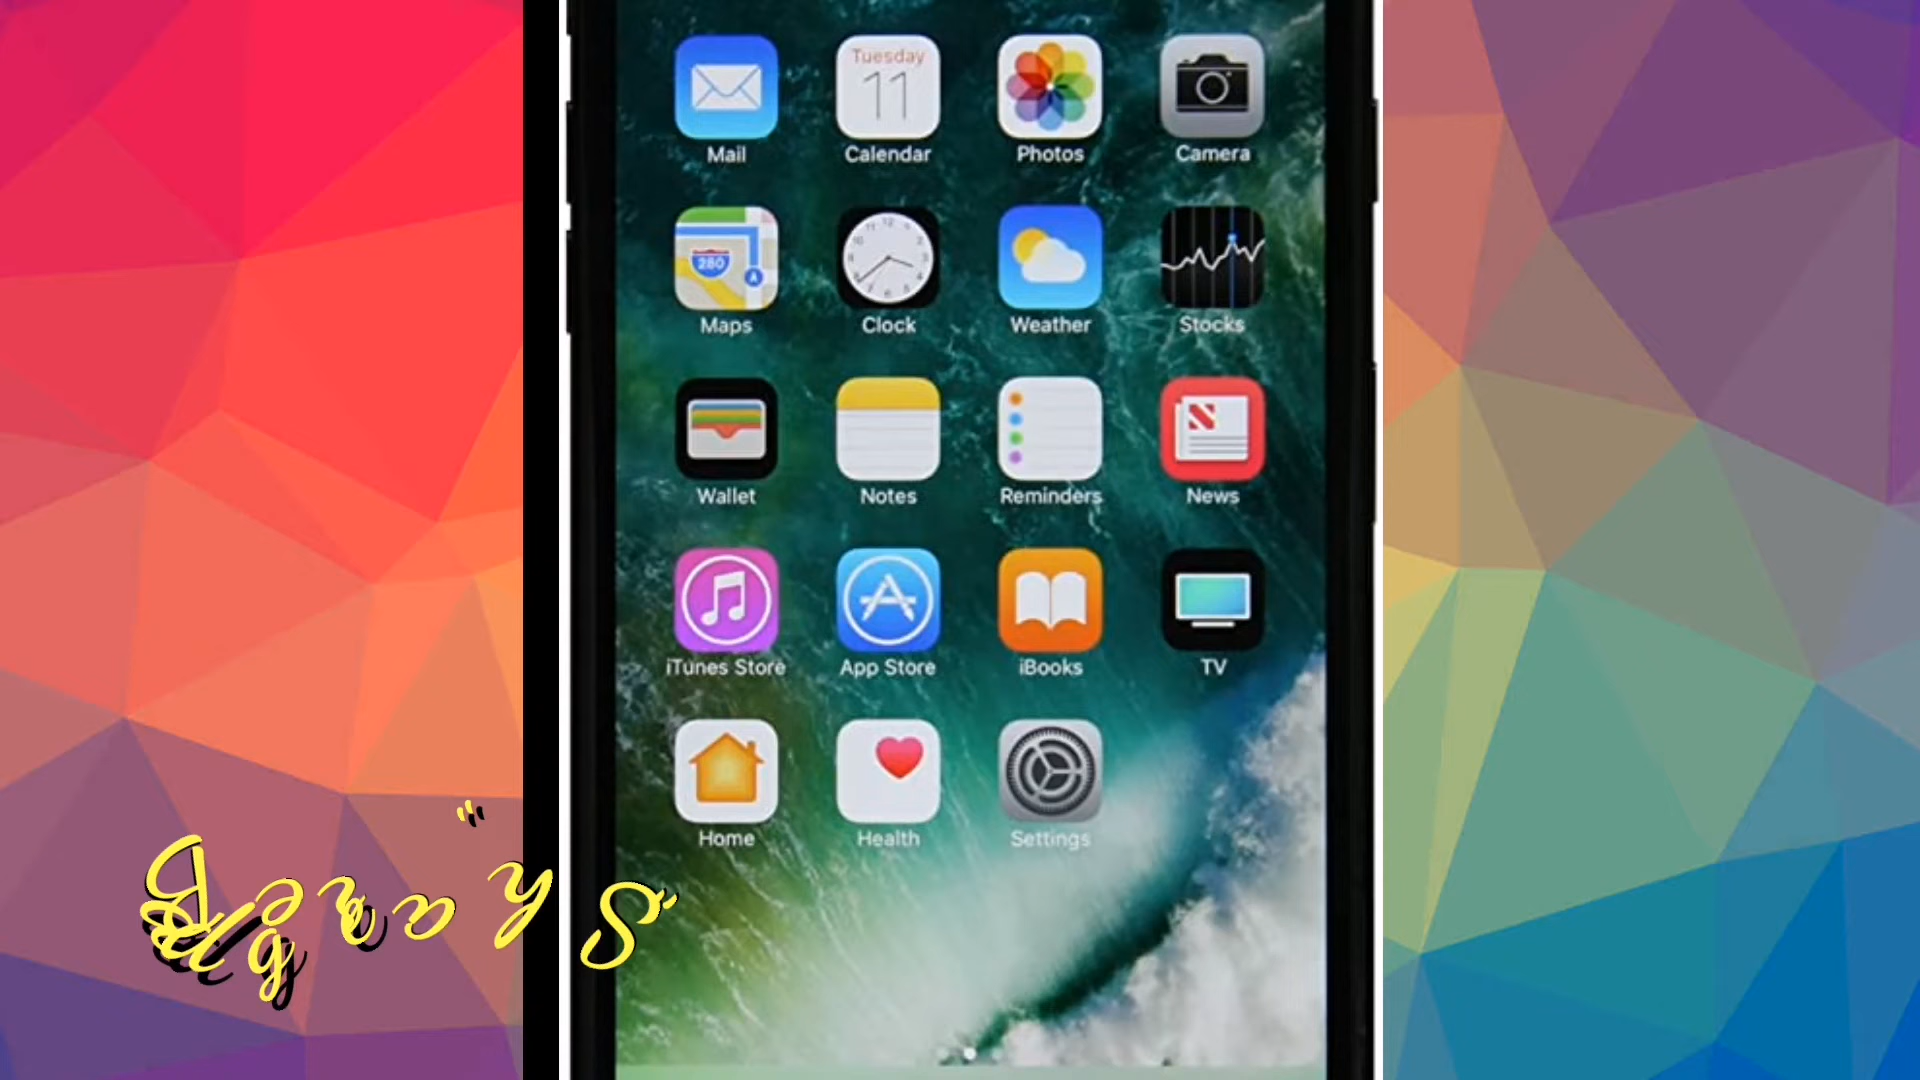 Tuesday
11
Mail Calendar Photos Camera
280
Maps Clock Weather Stocks
Wallet Notes Reminders News
iTunes Store App Store iBooks TV
Home Health Settings